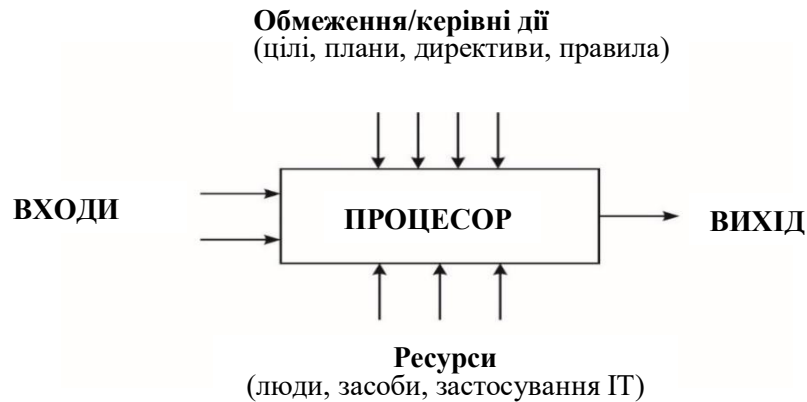 Обмеження/керівні дії
(цілі, плани, директиви, правила)
ВХОДИ
ПРОЦЕСОР
ВИХІД
Ресурси
(люди, засоби, застосування ІТ)